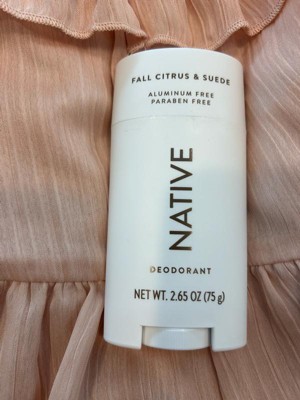 FALL CITRUS & SUEDE
ALUMINUM FREE
PARABEN FREE
NATIVE
DEODORANT
NET WT. 2.65 OZ (75 g)